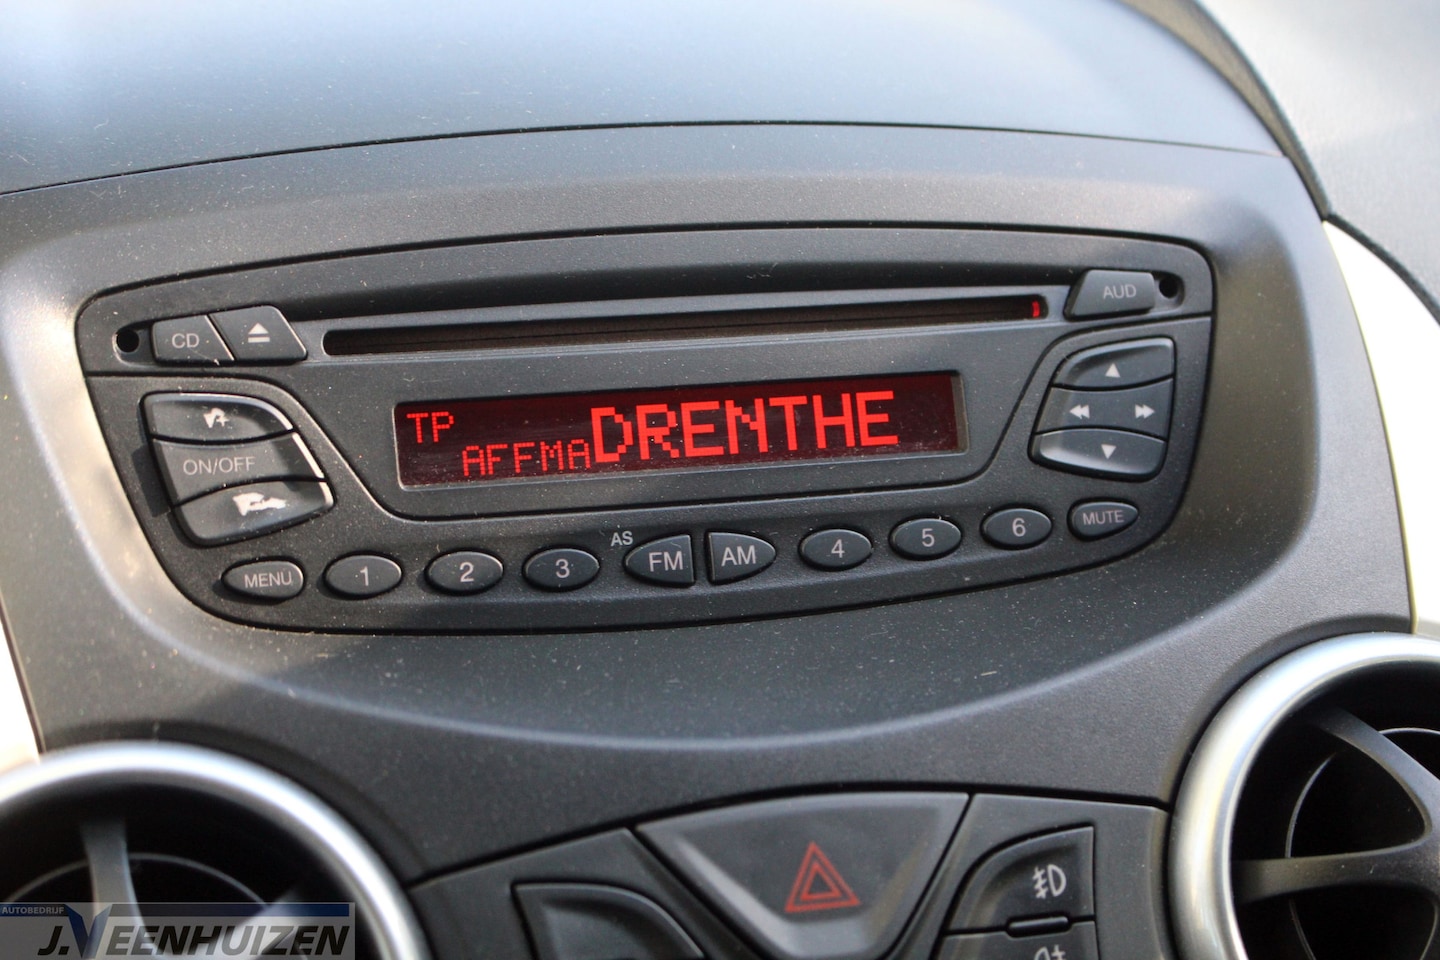 AUD
CD
TP AFFMA DRENTHE
ON/OFF
MENU 1 2 3 AS FM AM 4 5 6 MUTE
AUTOBEDRIJF
J.VEENHUIZEN